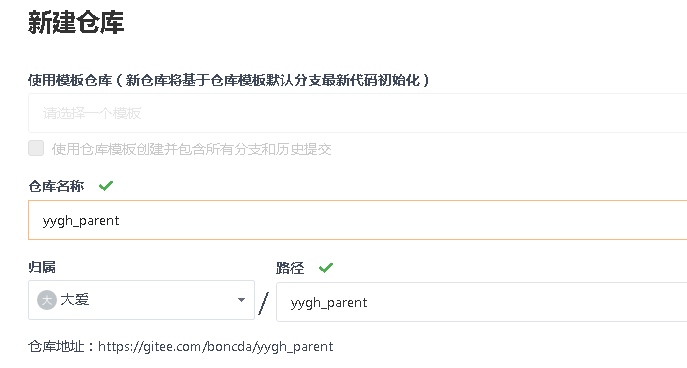 新建仓库
使用模板仓库（新仓库将基于仓库模板默认分支最新代码初始化）
请选择一个模板
使用仓库模板创建并包含所有分支和历史提交
仓库名称
yygh_parent
归属 路径
大 大爱 / yygh_parent
仓库地址：https://gitee.com/boncda/yygh_parent